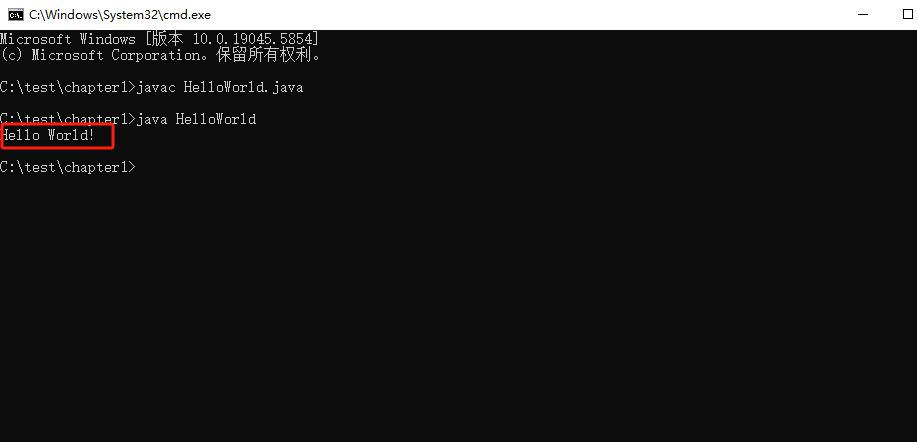 C:\Windows\System32\cmd.exe
Microsoft Windows [版本 10.0.19045.5854]
(c) Microsoft Corporation。保留所有权利。
C:\test\chapter1>javac HelloWorld.java
C:\test\chapter1>java HelloWorld
Hello World!
C:\test\chapter1>